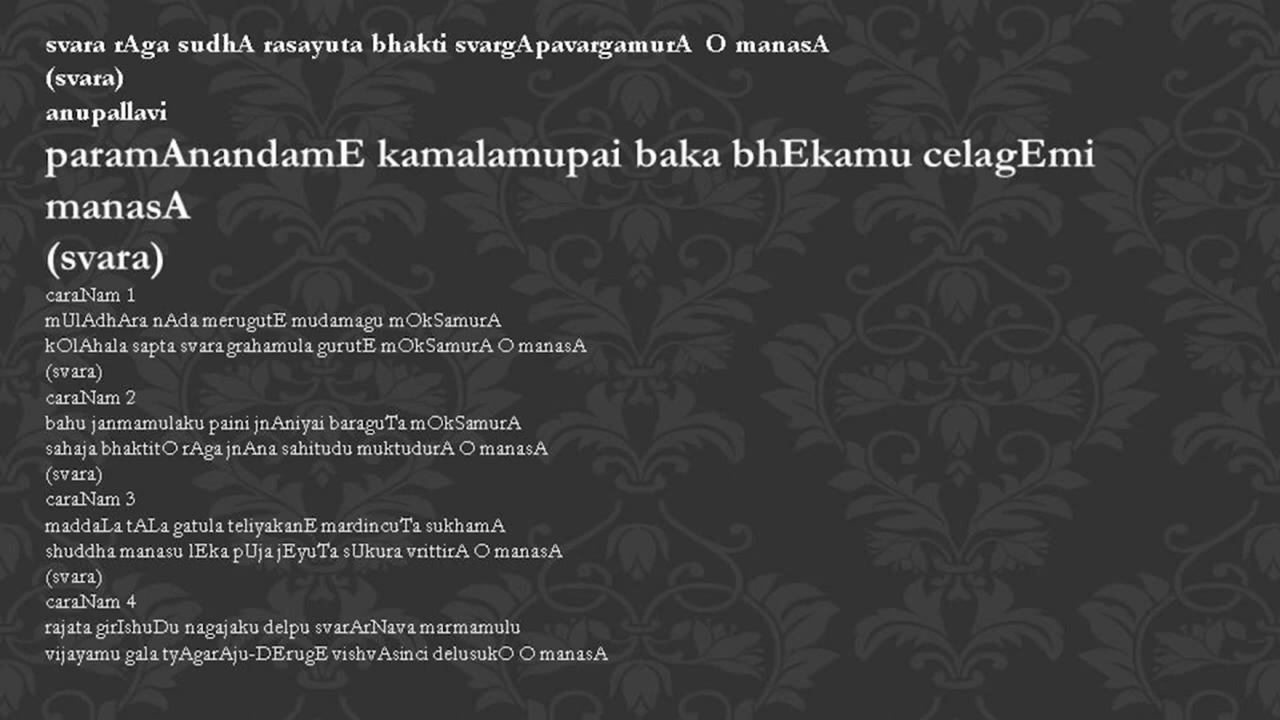 svara rAga sudhA rasayuta bhakti svargApavargamurA O manasA
(svara)
anupallavi
paramAnandamE kamalamupai baka bhEkamu celagEmi
manasA
(svara)
caraNam 1
mUlAdhAra nAda merugutE mudamagu mOkSamurA
kOlAhala sapta svara grahamula gurutE mOkSamurA O manasA
(svara)
caraNam 2
bahu janmamulaku paini jnAniyai baraguTa mOkSamurA
sahaja bhaktitO rAga jnAna sahitudu muktudurA O manasA
(svara)
caraNam 3
maddaLa tALa gatula teliyakanE mardincuTa sukhamA
shuddha manasu lEka pUja jEyuTa sUkura vrittirA O manasA
(svara)
caraNam 4
rajata girIshuDu nagajaku delpu svarArNava marmamulu
vijayamu gala tyAgarAju-DErugE vishvAsinci delusukO O manasA